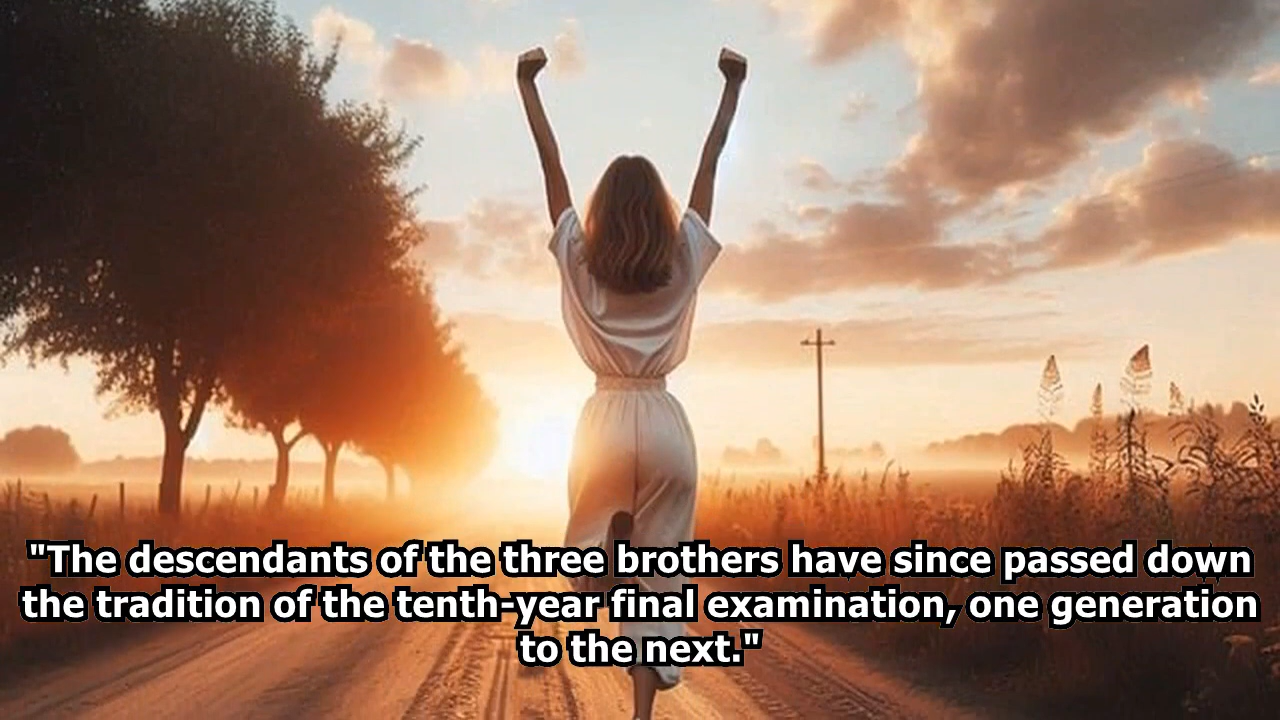 "The descendants of the three brothers have since passed down
the tradition of the tenth-year final examination, one generation
to the next."